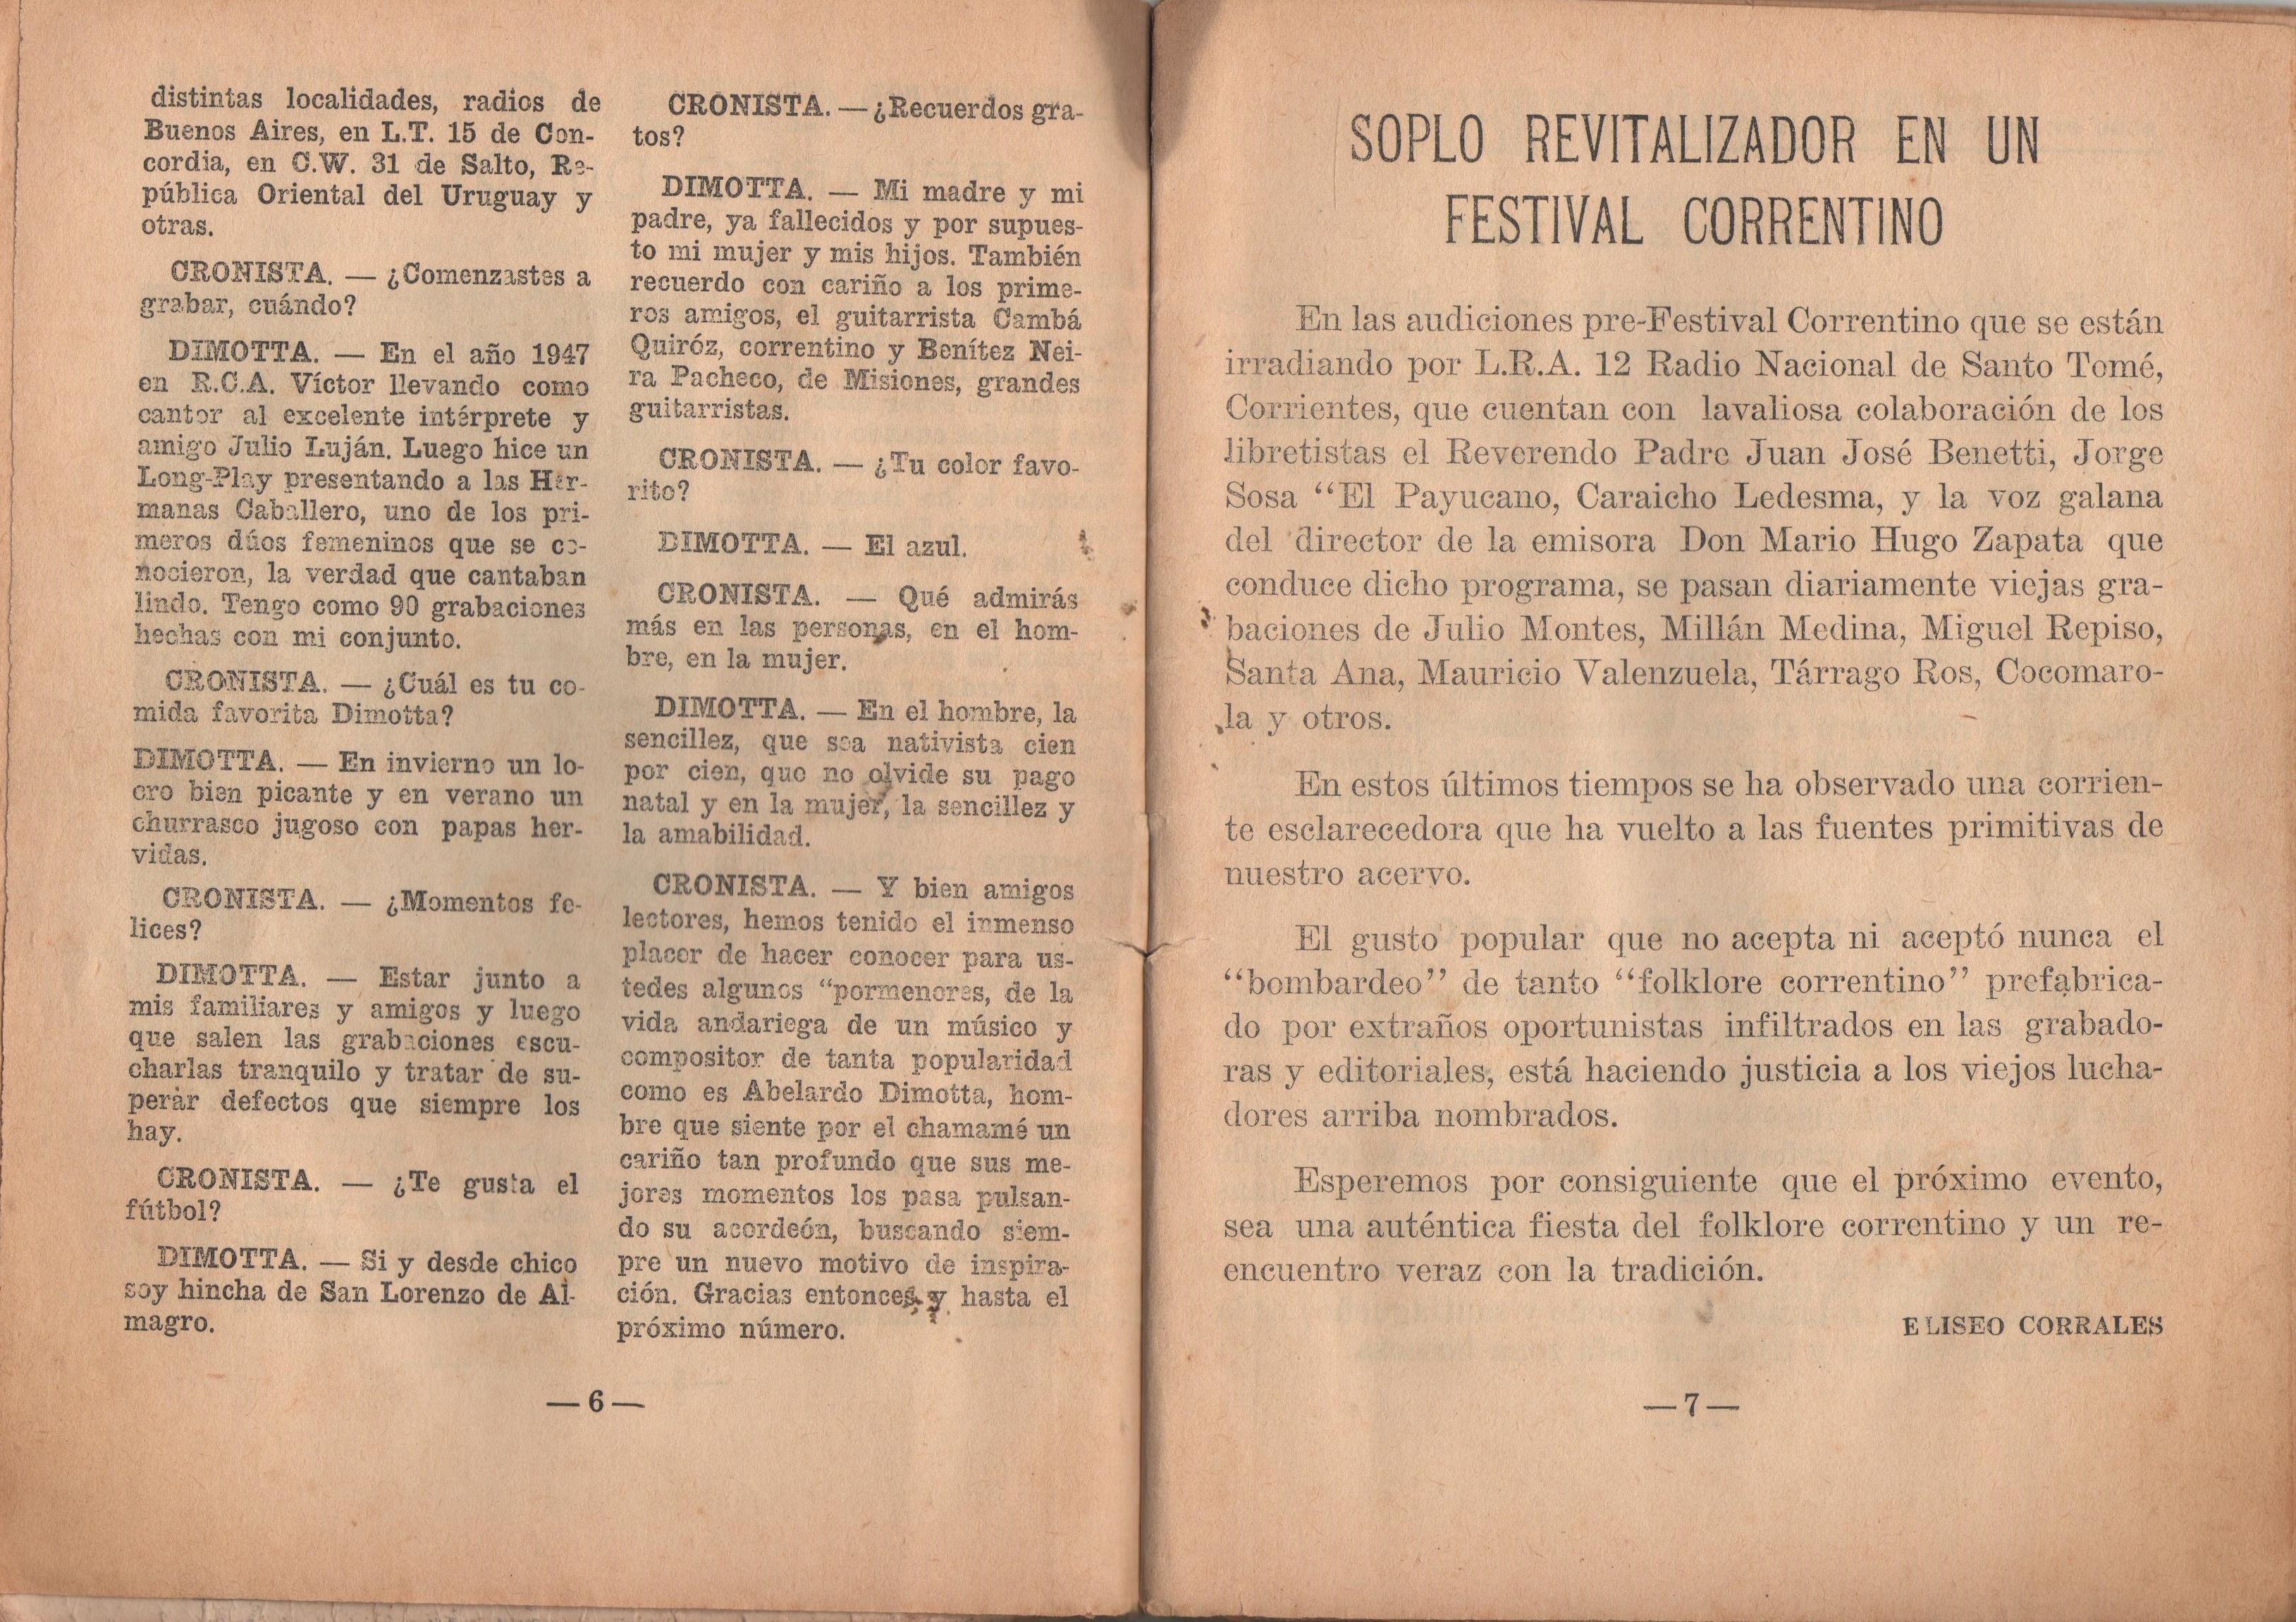 distintas localidades, radios de
Buenos Aires, en L.T. 15 de Con-
cordia, en C.W. 31 de Salto, Re-
pública Oriental del Uruguay y
otras.
CRONISTA. — ¿Comenzastes a
grabar, cuándo?
DIMOTTA. — En el año 1947
en R.C.A. Víctor llevando como
cantor al excelente intérprete y
amigo Julio Luján. Luego hice un
Long-Play presentando a las Her-
manas Caballero, uno de los pri-
meros dúos femeninos que se co-
nocieron, la verdad que cantaban
lindo. Tengo como 90 grabaciones
hechas con mi conjunto.
CRONISTA. — ¿Cuál es tu co-
mida favorita Dimotta?
DIMOTTA. — En invierno un lo-
cro bien picante y en verano un
churrasco jugoso con papas her-
vidas.
CRONISTA. — ¿Momentos fe-
lices?
DIMOTTA. — Estar junto a
mis familiares y amigos y luego
que salen las grabaciones escu-
charlas tranquilo y tratar de su-
perar defectos que siempre los
hay.
CRONISTA. — ¿Te gusta el
fútbol?
DIMOTTA. — Si y desde chico
soy hincha de San Lorenzo de Al-
magro.
CRONISTA. — ¿Recuerdos gra-
tos?
DIMOTTA. — Mi madre y mi
padre, ya fallecidos y por supues-
to mi mujer y mis hijos. También
recuerdo con cariño a los prime-
ros amigos, el guitarrista Cambá
Quiróz, correntino y Benítez Nei-
ra Pacheco, de Misiones, grandes
guitarristas.
CRONISTA. — ¿Tu color favo-
rito?
DIMOTTA. — El azul.
CRONISTA. — Qué admirás
más en las personas, en el hom-
bre, en la mujer.
DIMOTTA. — En el hombre, la
sencillez, que sea nativista cien
por cien, que no olvide su pago
natal y en la mujer, la sencillez y
la amabilidad.
CRONISTA. — Y bien amigos
lectores, hemos tenido el inmenso
placer de hacer conocer para us-
tedes algunos “pormenores, de la
vida andariega de un músico y
compositor de tanta popularidad
como es Abelardo Dimotta, hom-
bre que siente por el chamamé un
cariño tan profundo que sus me-
jores momentos los pasa pulsan-
do su acordeón, buscando siem-
pre un nuevo motivo de inspira-
ción. Gracias entonces y hasta el
próximo número.
— 6 —
SOPLO REVITALIZADOR EN UN
FESTIVAL CORRENTINO
En las audiciones pre-Festival Correntino que se están
irradiando por L.R.A. 12 Radio Nacional de Santo Tomé,
Corrientes, que cuentan con lavaliosa colaboración de los
libretistas el Reverendo Padre Juan José Benetti, Jorge
Sosa “El Payucano, Caraicho Ledesma, y la voz galana
del director de la emisora Don Mario Hugo Zapata que
conduce dicho programa, se pasan diariamente viejas gra-
baciones de Julio Montes, Millán Medina, Miguel Repiso,
Santa Ana, Mauricio Valenzuela, Tárrago Ros, Cocomaro-
la y otros.
En estos últimos tiempos se ha observado una corrien-
te esclarecedora que ha vuelto a las fuentes primitivas de
nuestro acervo.
El gusto popular que no acepta ni aceptó nunca el
“bombardeo” de tanto “folklore correntino” prefabrica-
do por extraños oportunistas infiltrados en las grabado-
ras y editoriales, está haciendo justicia a los viejos lucha-
dores arriba nombrados.
Esperemos por consiguiente que el próximo evento,
sea una auténtica fiesta del folklore correntino y un re-
encuentro veraz con la tradición.
ELISEO CORRALES
— 7 —